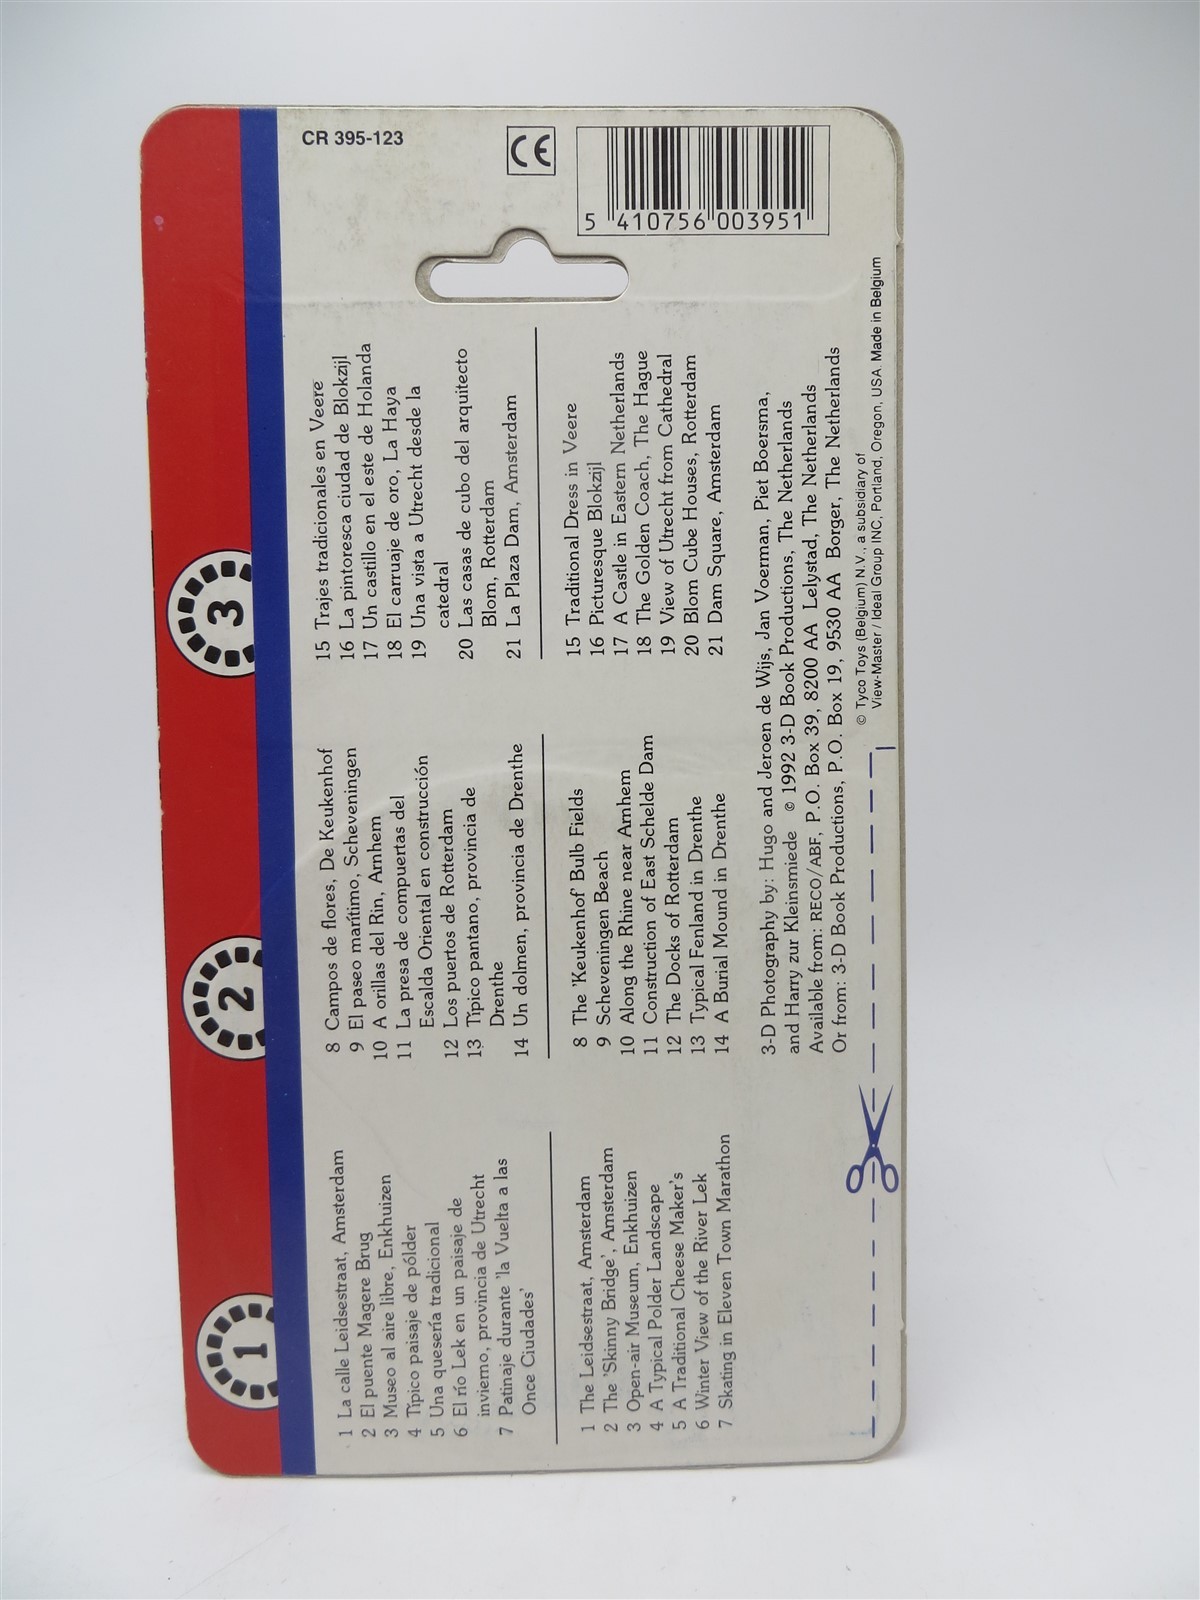 CR 395-123
CE
5 410756 003951
1
2
3
1 La calle Leidsestraat, Amsterdam
2 El puente Magere Brug
3 Museo al aire libre, Enkhuizen
4 Típico paisaje de pólder
5 Una quesería tradicional
6 El río Lek en un paisaje de
invierno, provincia de Utrecht
7 Patinaje durante 'la Vuelta a las
Once Ciudades'
8 Campos de flores, De Keukenhof
9 El paseo marítimo, Scheveningen
10 A orillas del Rin, Arnhem
11 La presa de compuertas del
Escalda Oriental en construcción
12 Los puertos de Rotterdam
13 Típico pantano, provincia de
Drenthe
14 Un dolmen, provincia de Drenthe
15 Trajes tradicionales en Veere
16 La pintoresca ciudad de Blokzijl
17 Un castillo en el este de Holanda
18 El carruaje de oro, La Haya
19 Una vista a Utrecht desde la
catedral
20 Las casas de cubo del arquitecto
Blom, Rotterdam
21 La Plaza Dam, Amsterdam
1 The Leidsestraat, Amsterdam
2 The 'Skinny Bridge', Amsterdam
3 Open-air Museum, Enkhuizen
4 A Typical Polder Landscape
5 A Traditional Cheese Maker's
6 Winter View of the River Lek
7 Skating in Eleven Town Marathon
8 The 'Keukenhof' Bulb Fields
9 Scheveningen Beach
10 Along the Rhine near Arnhem
11 Construction of East Schelde Dam
12 The Docks of Rotterdam
13 Typical Fenland in Drenthe
14 A Burial Mound in Drenthe
15 Traditional Dress in Veere
16 Picturesque Blokzijl
17 A Castle in Eastern Netherlands
18 The Golden Coach, The Hague
19 View of Utrecht from Cathedral
20 Blom Cube Houses, Rotterdam
21 Dam Square, Amsterdam
3-D Photography by: Hugo and Jeroen de Wijs, Jan Voerman, Piet Boersma,
and Harry zur Kleinsmiede © 1992 3-D Book Productions, The Netherlands
Available from: RECO/ABF, P.O. Box 39, 8200 AA Lelystad, The Netherlands
Or from: 3-D Book Productions, P.O. Box 19, 9530 AA Borger, The Netherlands
© Tyco Toys (Belgium) N.V., a subsidiary of
View-Master / Ideal Group INC, Portland, Oregon, USA. Made in Belgium